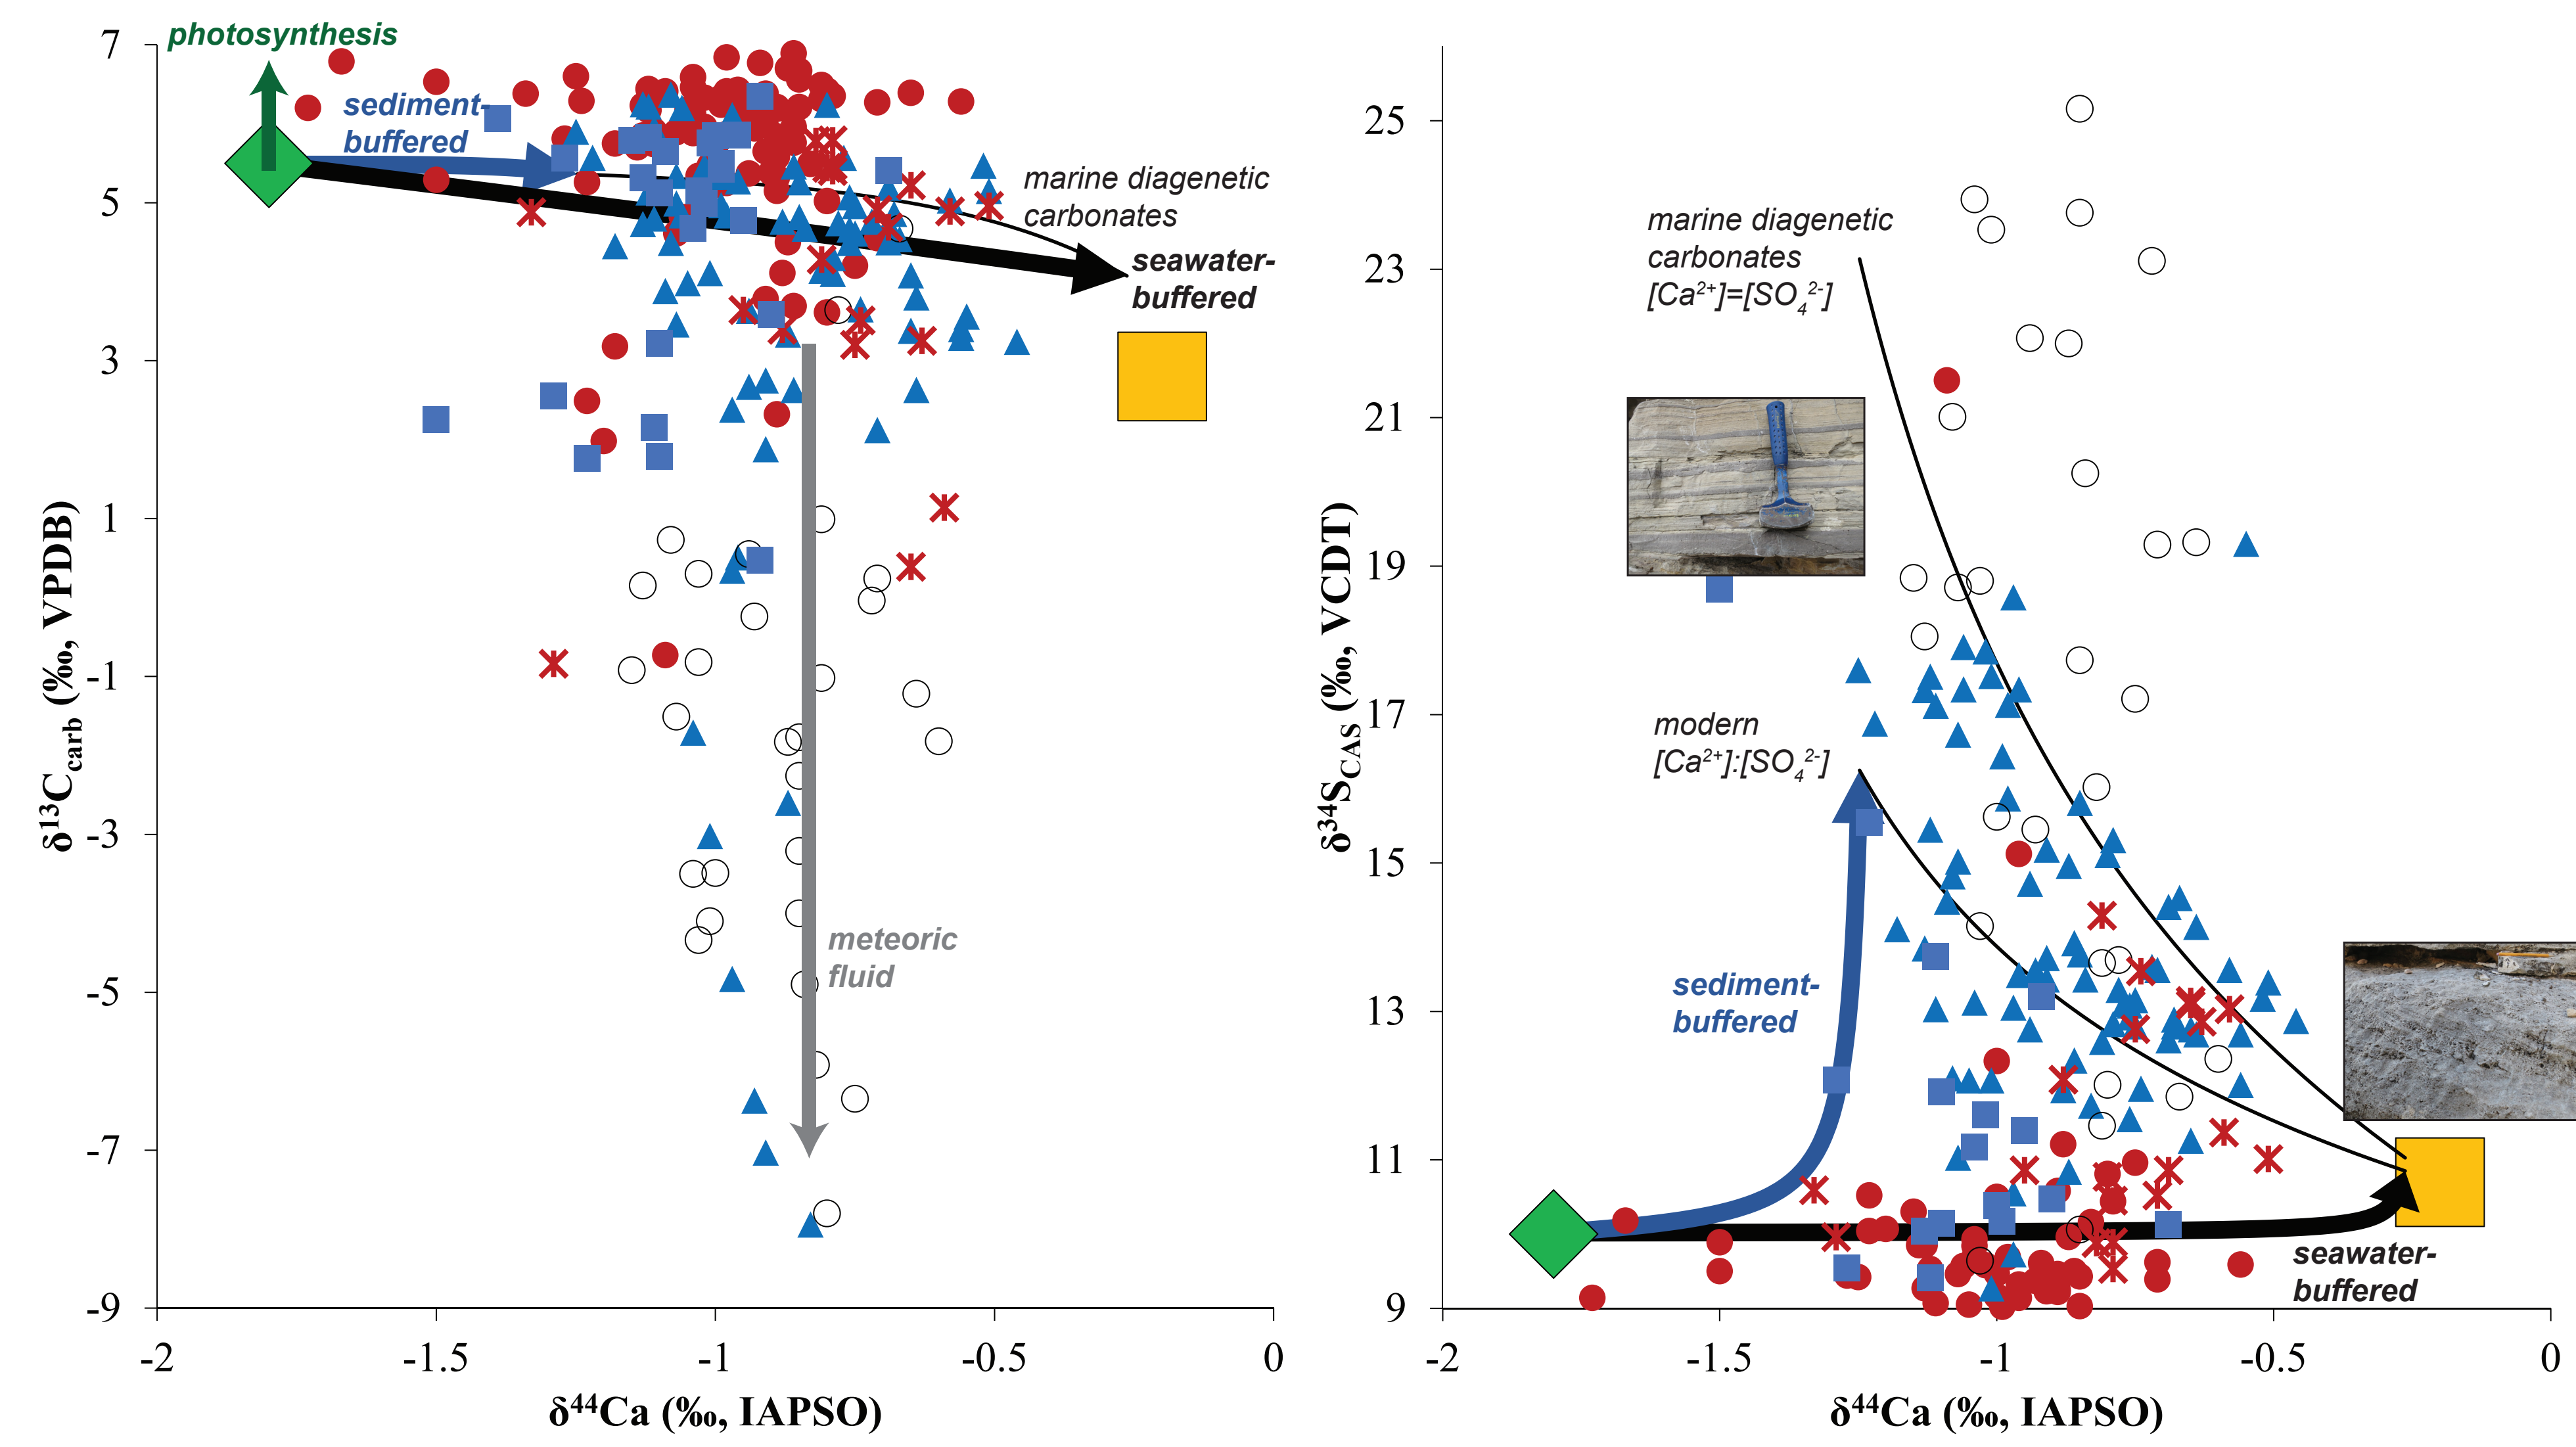 photosynthesis
7
5
3
1
-1
-3
-5
-7
-9
δ¹³C_carb (‰, VPDB)
sediment-
buffered
marine diagenetic
carbonates
seawater-
buffered
meteoric
fluid
-2 -1.5 -1 -0.5 0
δ⁴⁴Ca (‰, IAPSO)
25
23
21
19
17
15
13
11
9
δ³⁴S_CAS (‰, VCDT)
marine diagenetic
carbonates
[Ca²⁺]=[SO₄²⁻]
modern
[Ca²⁺]:[SO₄²⁻]
sediment-
buffered
seawater-
buffered
-2 -1.5 -1 -0.5 0
δ⁴⁴Ca (‰, IAPSO)